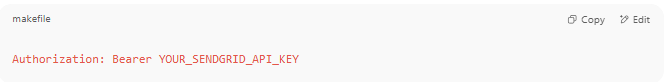 makefile
Copy
Edit
Authorization: Bearer YOUR_SENDGRID_API_KEY